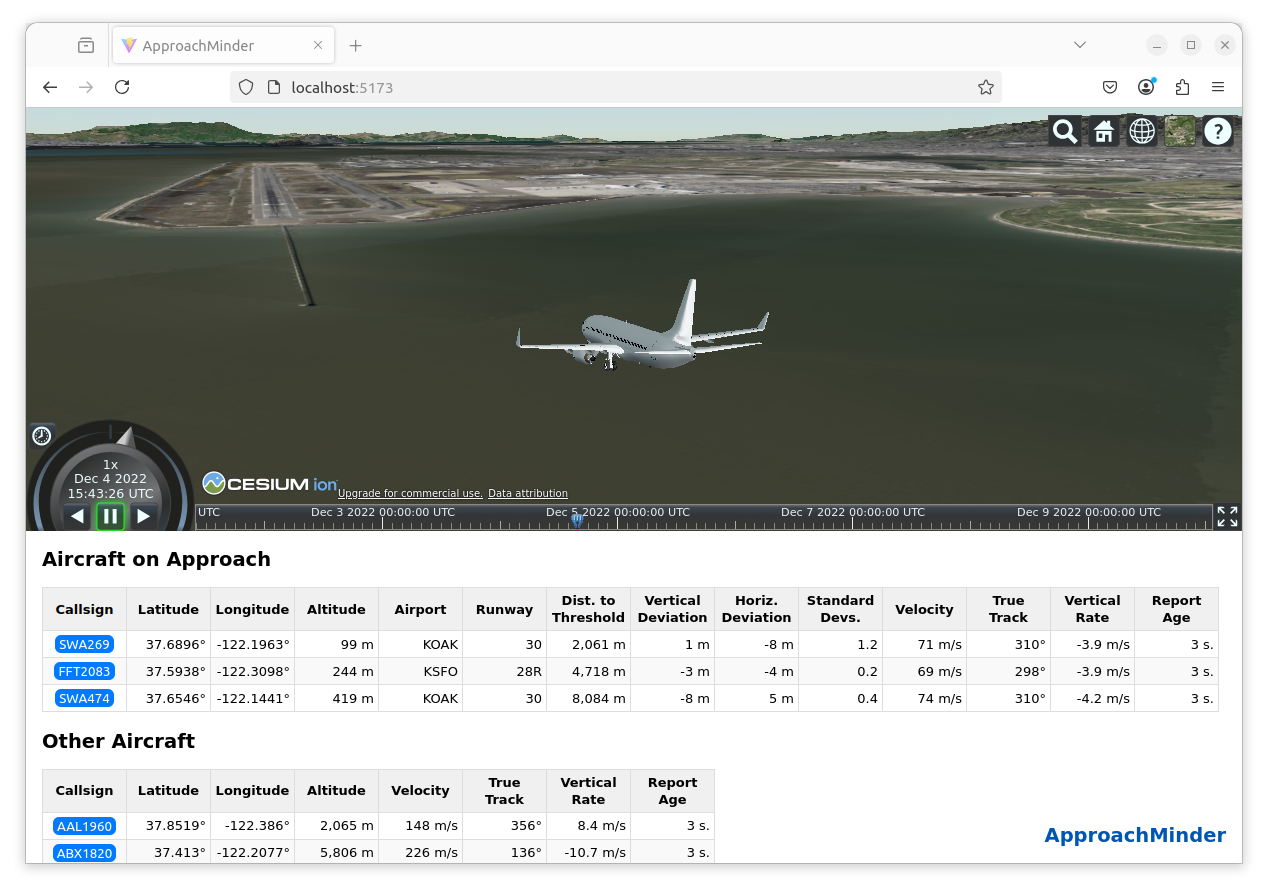 ApproachMinder
localhost:5173
?
1x
Dec 4 2022
15:43:26 UTC
CESIUM ion
Upgrade for commercial use. Data attribution
UTC Dec 3 2022 00:00:00 UTC Dec 5 2022 00:00:00 UTC Dec 7 2022 00:00:00 UTC Dec 9 2022 00:00:00 UTC
Aircraft on Approach
Callsign Latitude Longitude Altitude Airport Runway Dist. to Threshold Vertical Deviation Horiz. Deviation Standard Devs. Velocity True Track Vertical Rate Report Age
SWA269 37.6896° -122.1963° 99 m KOAK 30 2,061 m 1 m -8 m 1.2 71 m/s 310° -3.9 m/s 3 s.
FFT2083 37.5938° -122.3098° 244 m KSFO 28R 4,718 m -3 m -4 m 0.2 69 m/s 298° -3.9 m/s 3 s.
SWA474 37.6546° -122.1441° 419 m KOAK 30 8,084 m -8 m 5 m 0.4 74 m/s 310° -4.2 m/s 3 s.
Other Aircraft
Callsign Latitude Longitude Altitude Velocity True Track Vertical Rate Report Age
AAL1960 37.8519° -122.386° 2,065 m 148 m/s 356° 8.4 m/s 3 s.
ABX1820 37.413° -122.2077° 5,806 m 226 m/s 136° -10.7 m/s 3 s.
ApproachMinder